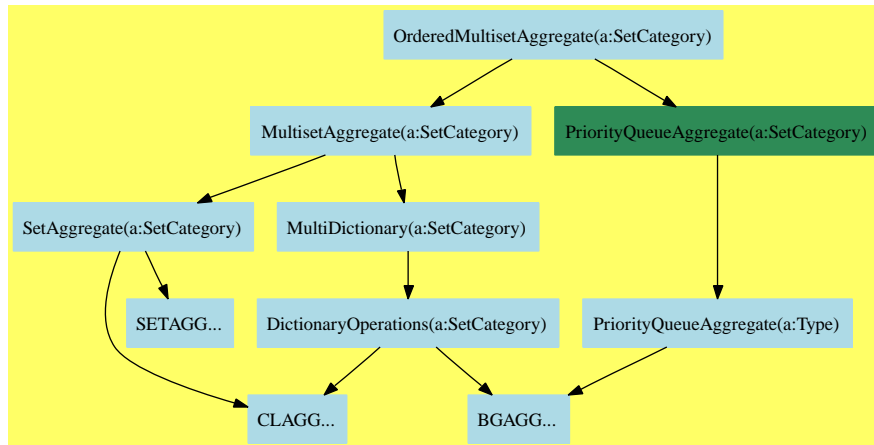 OrderedMultisetAggregate(a:SetCategory)
MultisetAggregate(a:SetCategory)
PriorityQueueAggregate(a:SetCategory)
SetAggregate(a:SetCategory)
MultiDictionary(a:SetCategory)
SETAGG...
DictionaryOperations(a:SetCategory)
PriorityQueueAggregate(a:Type)
CLAGG...
BGAGG...